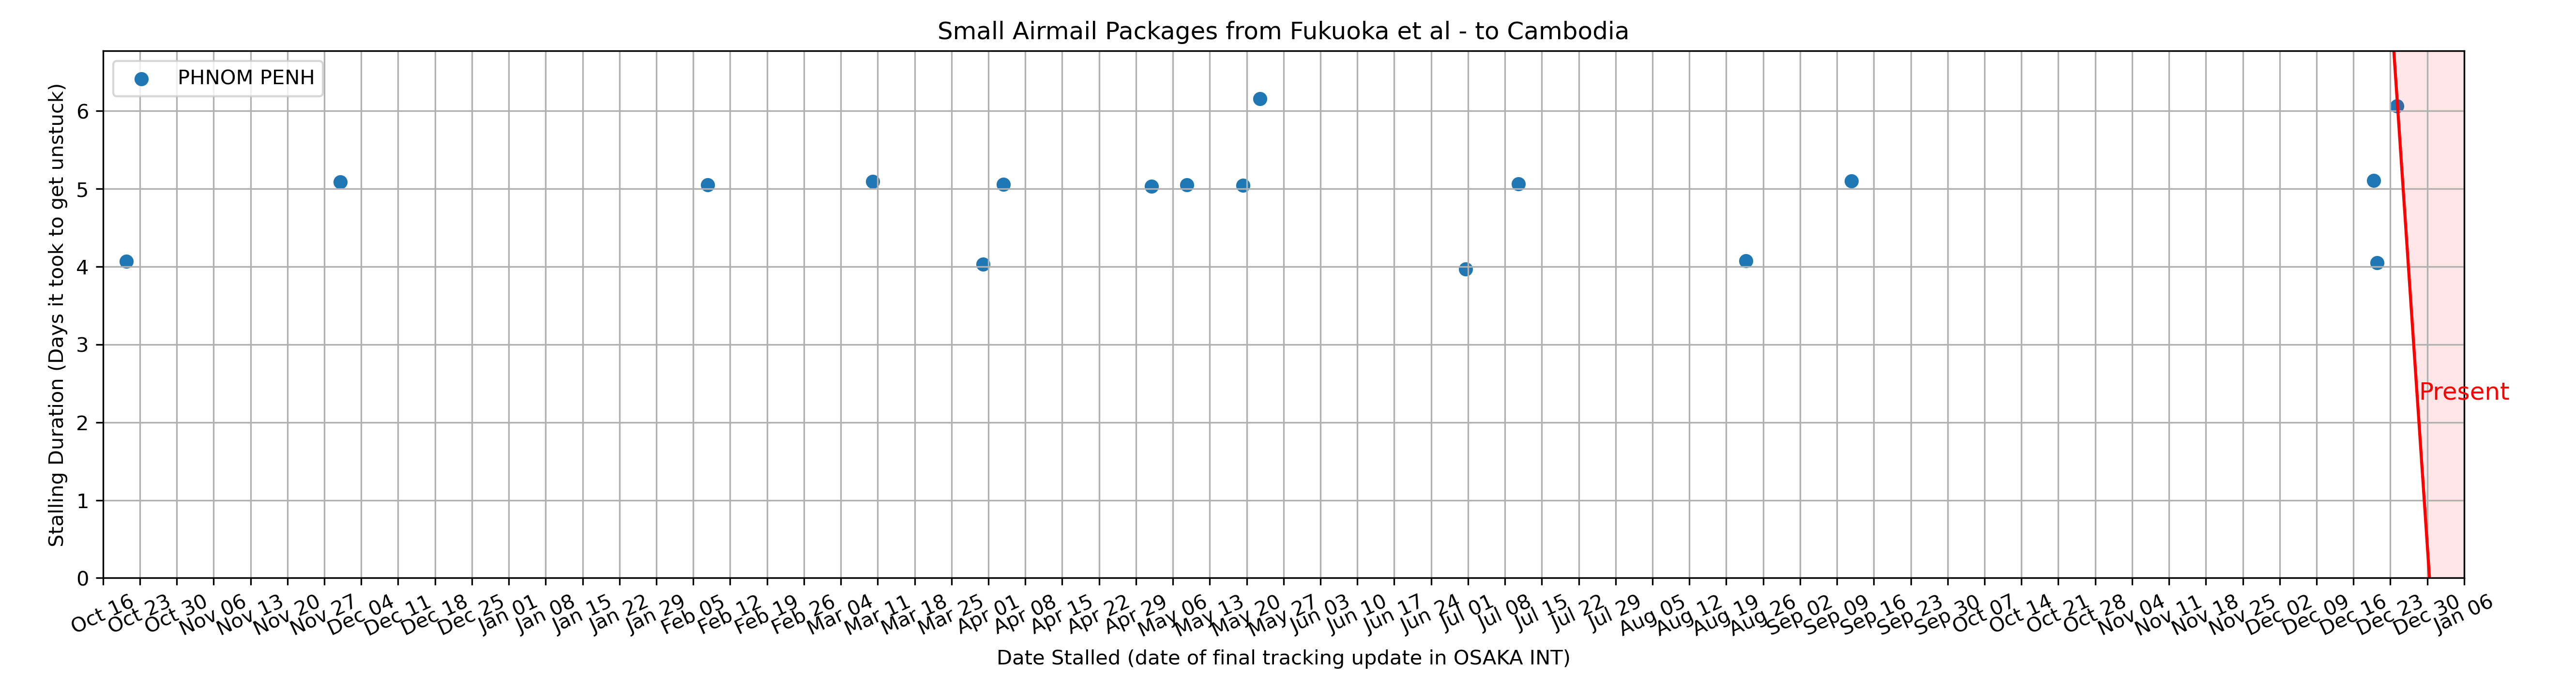 Small Airmail Packages from Fukuoka et al - to Cambodia
PHNOM PENH
Stalling Duration (Days it took to get unstuck)
6
5
4
3
2
1
0
Present
Oct 16
Oct 23
Oct 30
Nov 06
Nov 13
Nov 20
Nov 27
Dec 04
Dec 11
Dec 18
Dec 25
Jan 01
Jan 08
Jan 15
Jan 22
Jan 29
Feb 05
Feb 12
Feb 19
Feb 26
Mar 04
Mar 11
Mar 18
Mar 25
Apr 01
Apr 08
Apr 15
Apr 22
Apr 29
May 06
May 13
May 20
May 27
Jun 03
Jun 10
Jun 17
Jun 24
Jul 01
Jul 08
Jul 15
Jul 22
Jul 29
Aug 05
Aug 12
Aug 19
Aug 26
Sep 02
Sep 09
Sep 16
Sep 23
Sep 30
Oct 07
Oct 14
Oct 21
Oct 28
Nov 04
Nov 11
Nov 18
Nov 25
Dec 02
Dec 09
Dec 16
Dec 23
Dec 30
Jan 06
Date Stalled (date of final tracking update in OSAKA INT)